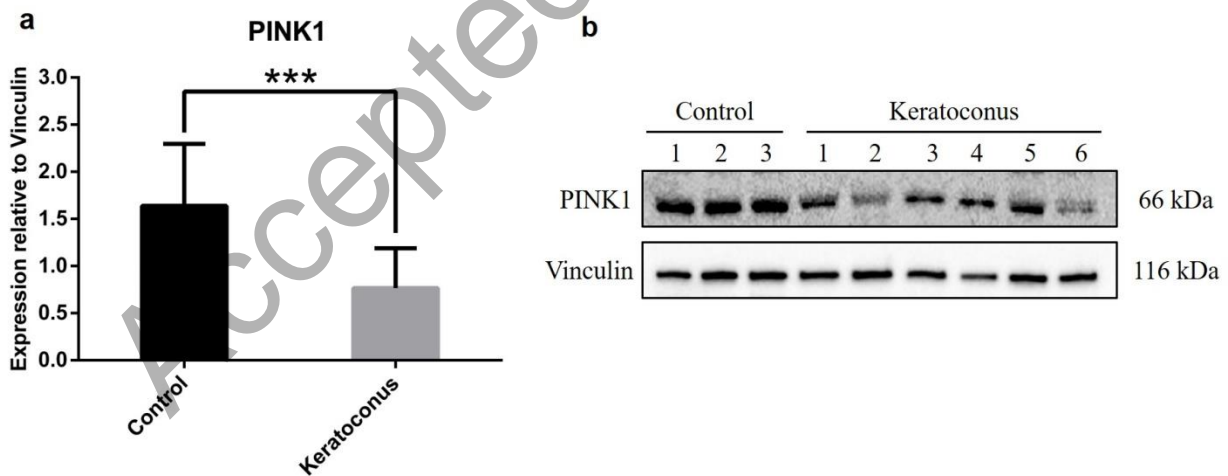 a
PINK1
***
Expression relative to Vinculin
3.0
2.5
2.0
1.5
1.0
0.5
0.0
Control
Keratoconus
Accepted
b
Control Keratoconus
1 2 3 1 2 3 4 5 6
PINK1 66 kDa
Vinculin 116 kDa